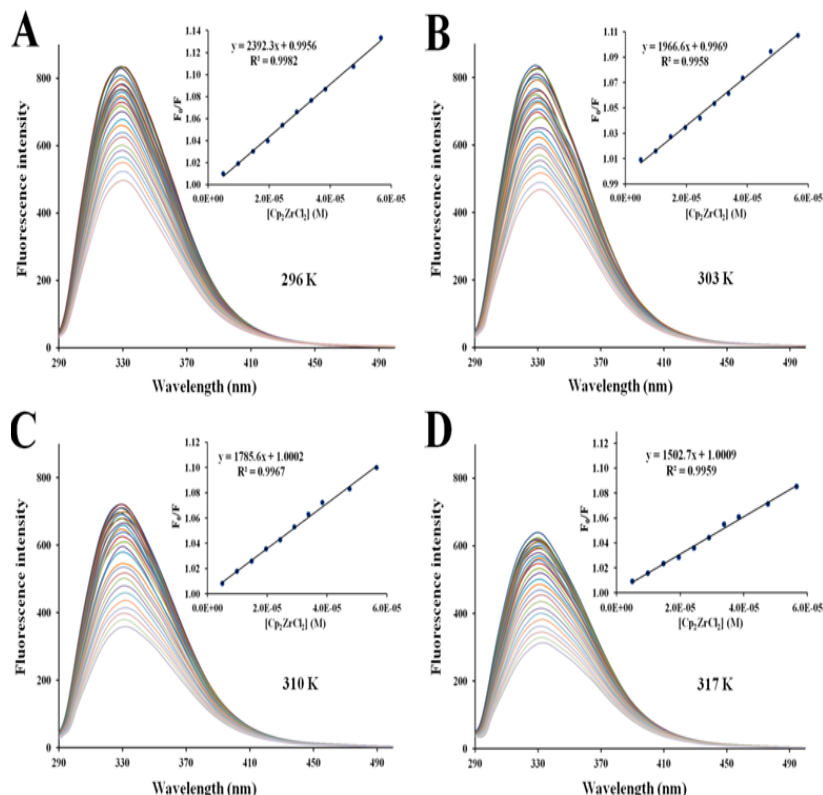 A
y = 2392.3x + 0.9956
R² = 0.9982
F₀/F
1.14
1.12
1.10
1.08
1.06
1.04
1.02
1.00
0.0E-05
2.0E-05
4.0E-05
6.0E-05
[Cp₂ZrCl₂] (M)
Fluorescence intensity
800
600
400
200
0
296 K
290
330
370
410
450
490
Wavelength (nm)
B
y = 1966.6x + 0.9969
R² = 0.9958
F₀/F
1.11
1.09
1.07
1.05
1.03
1.01
0.99
0.0E-05
2.0E-05
4.0E-05
6.0E-05
[Cp₂ZrCl₂] (M)
Fluorescence intensity
800
600
400
200
0
303 K
290
330
370
410
450
490
Wavelength (nm)
C
y = 1785.6x + 1.0002
R² = 0.9967
F₀/F
1.12
1.10
1.08
1.06
1.04
1.02
1.00
0.0E-05
2.0E-05
4.0E-05
6.0E-05
[Cp₂ZrCl₂] (M)
Fluorescence intensity
800
600
400
200
0
310 K
290
330
370
410
450
490
Wavelength (nm)
D
y = 1502.7x + 1.0009
R² = 0.9959
F₀/F
1.12
1.10
1.08
1.06
1.04
1.02
1.00
0.0E-05
2.0E-05
4.0E-05
6.0E-05
[Cp₂ZrCl₂] (M)
Fluorescence intensity
800
600
400
200
0
317 K
290
330
370
410
450
490
Wavelength (nm)